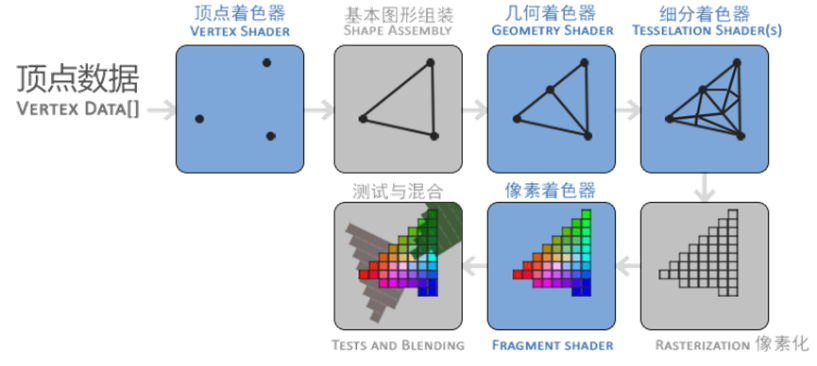 顶点着色器
VERTEX SHADER
基本图形组装
SHAPE ASSEMBLY
几何着色器
GEOMETRY SHADER
细分着色器
TESSELATION SHADER(S)
顶点数据
VERTEX DATA[]
测试与混合
TESTS AND BLENDING
像素着色器
FRAGMENT SHADER
RASTERIZATION 像素化